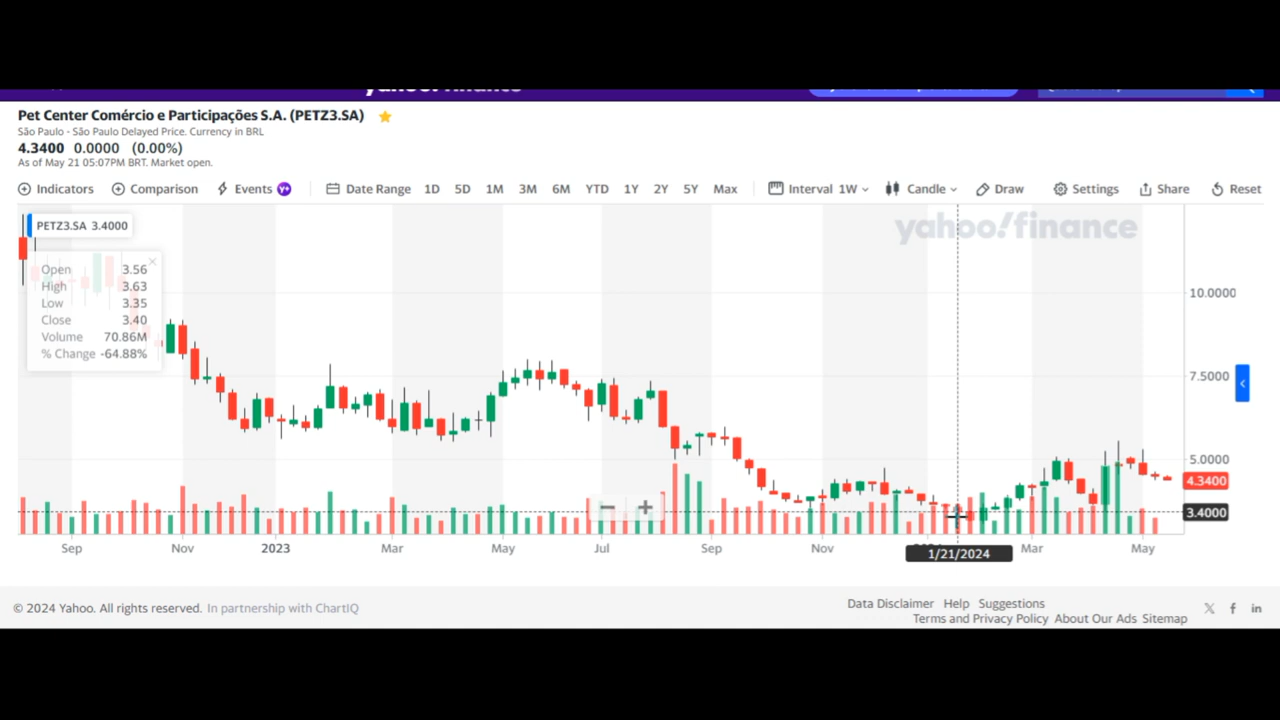 yahoo!finance
Pet Center Comércio e Participações S.A. (PETZ3.SA)
São Paulo - São Paulo Delayed Price. Currency in BRL
4.3400 0.0000 (0.00%)
As of May 21 05:07PM BRT. Market open.
Indicators Comparison Events Y+ Date Range 1D 5D 1M 3M 6M YTD 1Y 2Y 5Y Max Interval 1W Candle Draw Settings Share Reset
PETZ3.SA 3.4000
yahoo!finance
Open 3.56
High 3.63
Low 3.35
Close 3.40
Volume 70.86M
% Change -64.88%
10.0000
7.5000
5.0000
4.3400
3.4000
Sep Nov 2023 Mar May Jul Sep Nov Mar May
1/21/2024
© 2024 Yahoo. All rights reserved. In partnership with ChartIQ
Data Disclaimer Help Suggestions
Terms and Privacy Policy About Our Ads Sitemap